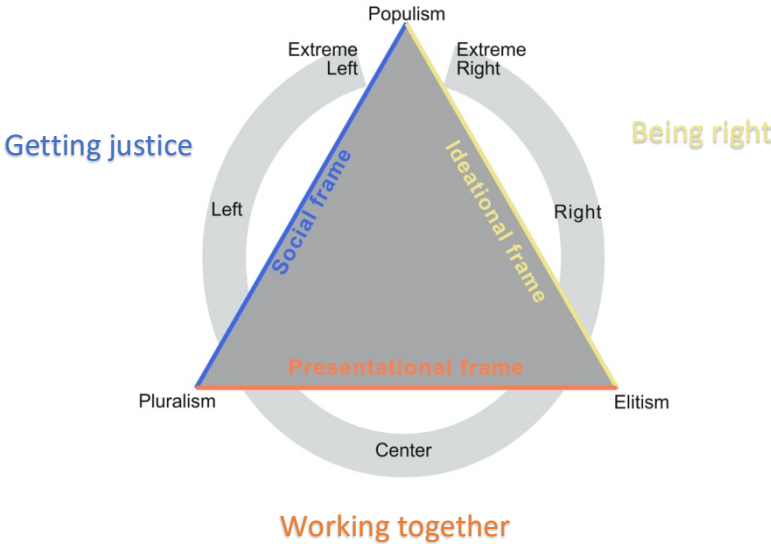 Populism
Extreme
Left
Extreme
Right
Getting justice
Being right
Left
Right
Social frame
Ideational frame
Presentational frame
Pluralism
Elitism
Center
Working together